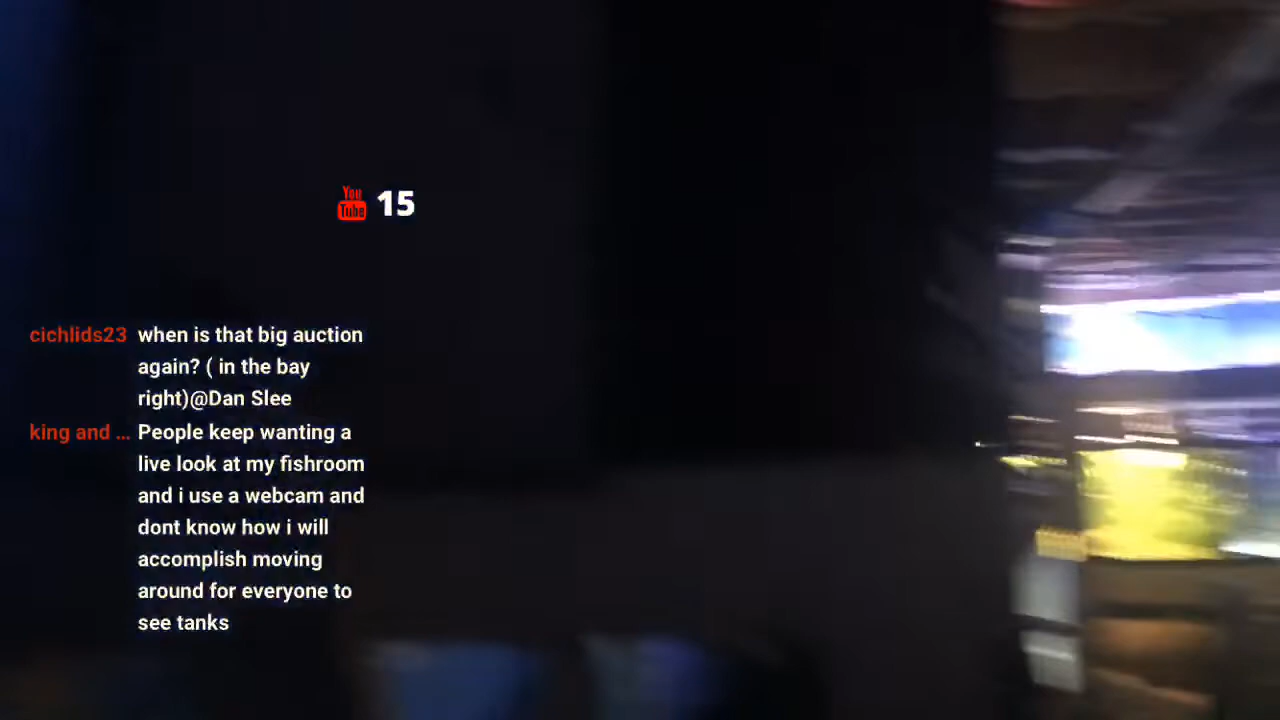 You
Tube 15
cichlids23 when is that big auction
again? ( in the bay
right)@Dan Slee
king and ... People keep wanting a
live look at my fishroom
and i use a webcam and
dont know how i will
accomplish moving
around for everyone to
see tanks